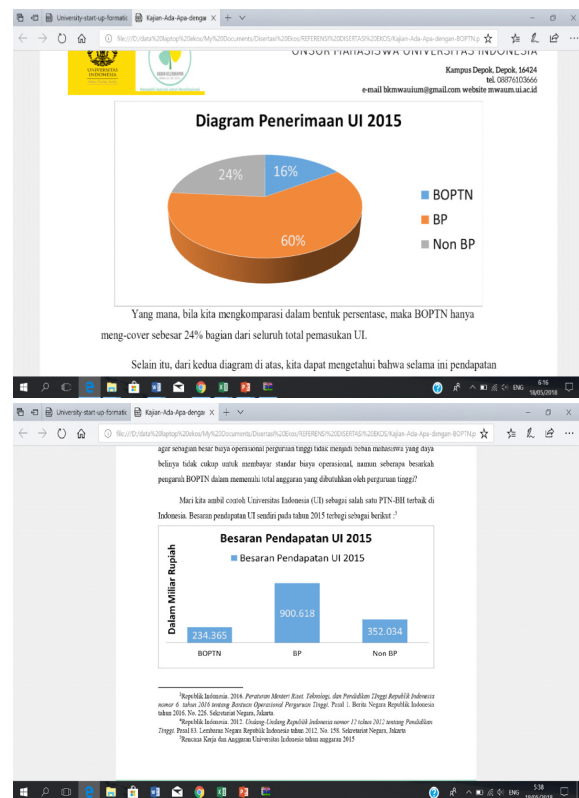 University-start-up-formatic
Kajian-Ada-Apa-dengar
UNSUR MAHASISWA UNIVERSITAS INDONESIA
UNIVERSITAS
INDONESIA
Kampus Depok, Depok, 16424
tel. 08876103666
e-mail bkmwauium@gmail.com website mwaum.ui.ac.id
Diagram Penerimaan UI 2015
24%
16%
60%
BOPTN
BP
Non BP
Yang mana, bila kita mengkomparasi dalam bentuk persentase, maka BOPTN hanya
meng-cover sebesar 24% bagian dari seluruh total pemasukan UI.
Selain itu, dari kedua diagram di atas, kita dapat mengetahui bahwa selama ini pendapatan
ENG
6:16
18/05/2018
University-start-up-formatic
Kajian-Ada-Apa-dengar
agar sebagian besar biaya operasional perguruan tinggi tidak menjadi beban mahasiswa yang daya
belinya tidak cukup untuk membayar standar biaya operasional, namun seberapa besarkah
pengaruh BOPTN dalam memenuhi total anggaran yang dibutuhkan oleh perguruan tinggi?
Mari kita ambil contoh Universitas Indonesia (UI) sebagai salah satu PTN-BH terbaik di
Indonesia. Besaran pendapatan UI sendiri pada tahun 2015 terbagi sebagai berikut :⁵
Besaran Pendapatan UI 2015
Besaran Pendapatan UI 2015
Dalam Miliar Rupiah
234.365
900.618
352.034
BOPTN
BP
Non BP
Republik Indonesia. 2016. Peraturan Menteri Riset, Teknologi, dan Pendidikan Tinggi Republik Indonesia
nomor 6 tahun 2016 tentang Bantuan Operasional Perguruan Tinggi. Pasal 1. Berita Negara Republik Indonesia
tahun 2016, No. 226. Sekretariat Negara, Jakarta.
⁴Republik Indonesia. 2012. Undang-Undang Republik Indonesia nomor 12 tahun 2012 tentang Pendidikan
Tinggi. Pasal 83. Lembaran Negara Republik Indonesia tahun 2012, No. 158. Sekretariat Negara, Jakarta
⁵Rencana Kerja dan Anggaran Universitas Indonesia tahun anggaran 2015
ENG
5:38
18/05/2018